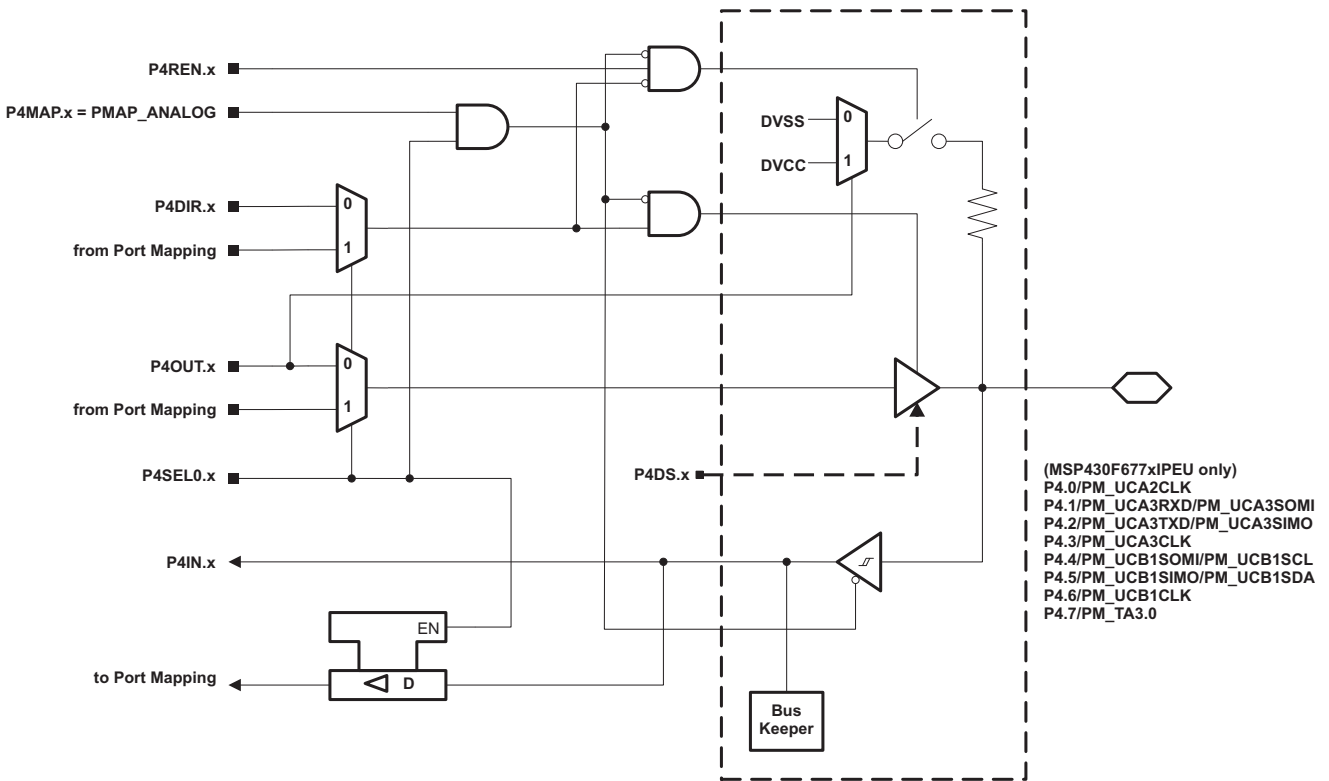 P4REN.x
P4MAP.x = PMAP_ANALOG
DVSS
0
DVCC
1
P4DIR.x
0
from Port Mapping
1
P4OUT.x
0
from Port Mapping
1
P4SEL0.x
P4DS.x
(MSP430F677xIPEU only)
P4.0/PM_UCA2CLK
P4.1/PM_UCA3RXD/PM_UCA3SOMI
P4.2/PM_UCA3TXD/PM_UCA3SIMO
P4.3/PM_UCA3CLK
P4.4/PM_UCB1SOMI/PM_UCB1SCL
P4.5/PM_UCB1SIMO/PM_UCB1SDA
P4.6/PM_UCB1CLK
P4.7/PM_TA3.0
P4IN.x
EN
to Port Mapping
D
Bus
Keeper